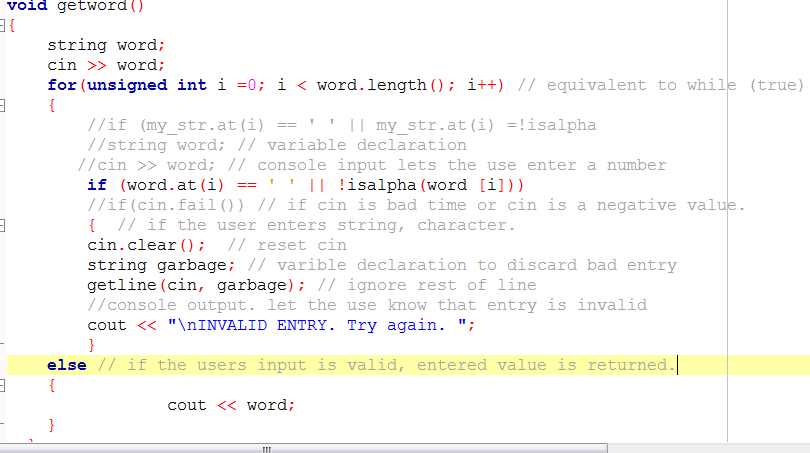 void getword()
{
string word;
cin >> word;
for(unsigned int i =0; i < word.length(); i++) // equivalent to while (true)
{
//if (my_str.at(i) == ' ' || my_str.at(i) =!isalpha
//string word; // variable declaration
//cin >> word; // console input lets the use enter a number
if (word.at(i) == ' ' || !isalpha(word [i]))
//if(cin.fail()) // if cin is bad time or cin is a negative value.
{ // if the user enters string, character.
cin.clear(); // reset cin
string garbage; // varible declaration to discard bad entry
getline(cin, garbage); // ignore rest of line
//console output. let the use know that entry is invalid
cout << "\nINVALID ENTRY. Try again. ";
}
else // if the users input is valid, entered value is returned.
{
cout << word;
}